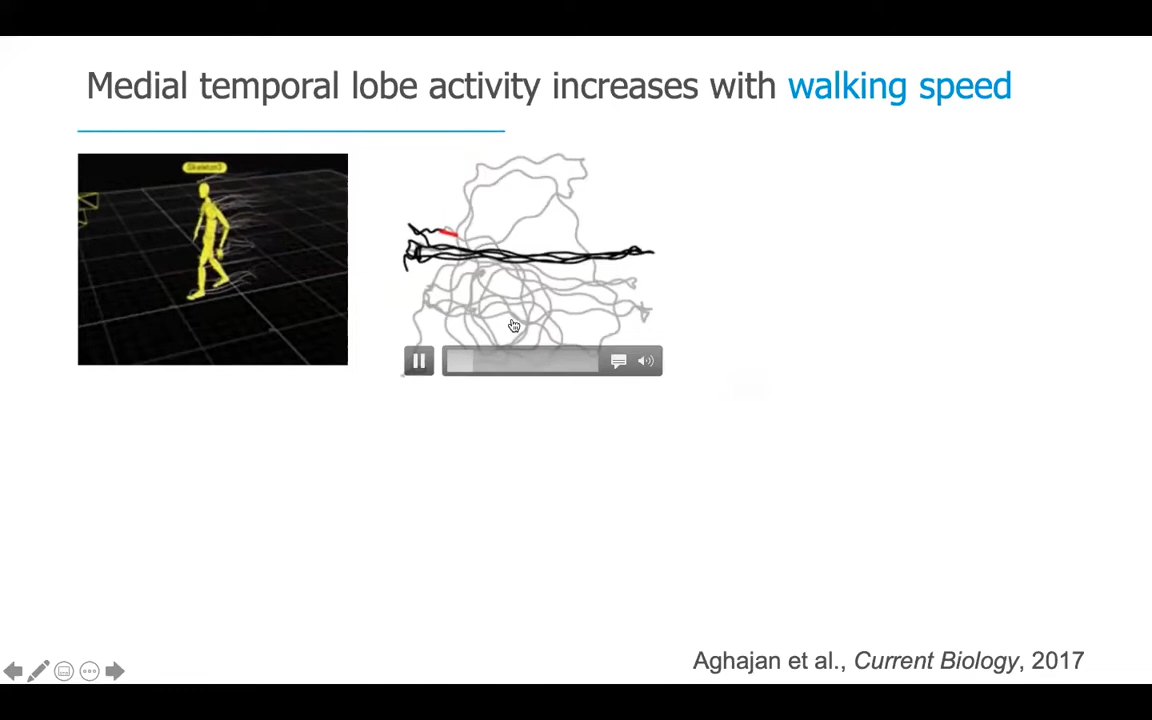 Medial temporal lobe activity increases with walking speed
Skeleton3
Aghajan et al., Current Biology, 2017